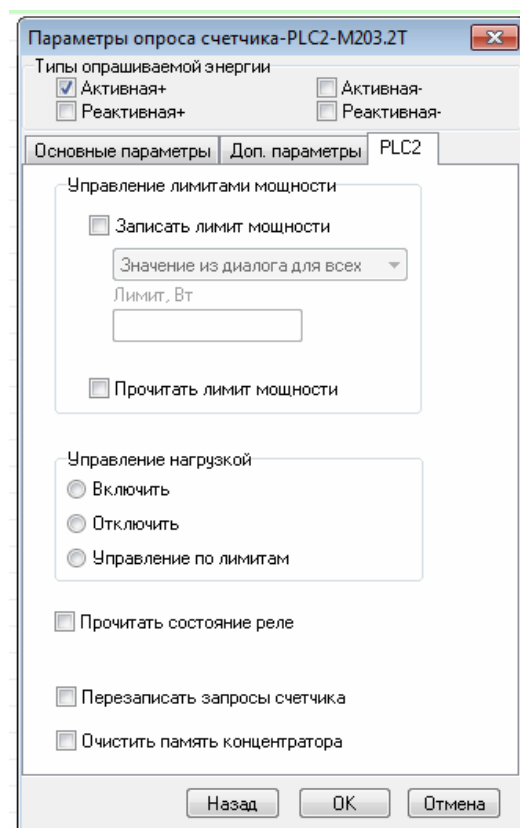 Параметры опроса счетчика-PLC2-М203.2Т
Типы опрашиваемой энергии
Активная+ Активная-
Реактивная+ Реактивная-
Основные параметры Доп. параметры PLC2
Управление лимитами мощности
Записать лимит мощности
Значение из диалога для всех
Лимит, Вт
Прочитать лимит мощности
Управление нагрузкой
Включить
Отключить
Управление по лимитам
Прочитать состояние реле
Перезаписать запросы счетчика
Очистить память концентратора
Назад OK Отмена